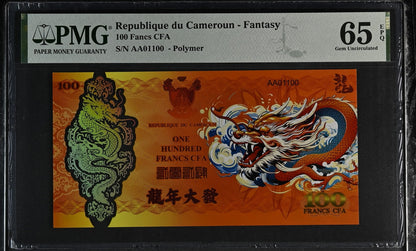 PMG
PAPER MONEY GUARANTY
Republique du Cameroun - Fantasy
100 Fancs CFA
S/N AA01100 - Polymer
65
EPQ
Gem Uncirculated
100
AA01100
REPUBLIQUE DU CAMEROUN
ONE
HUNDRED
FRANCS CFA
龍年大發
100
FRANCS CFA